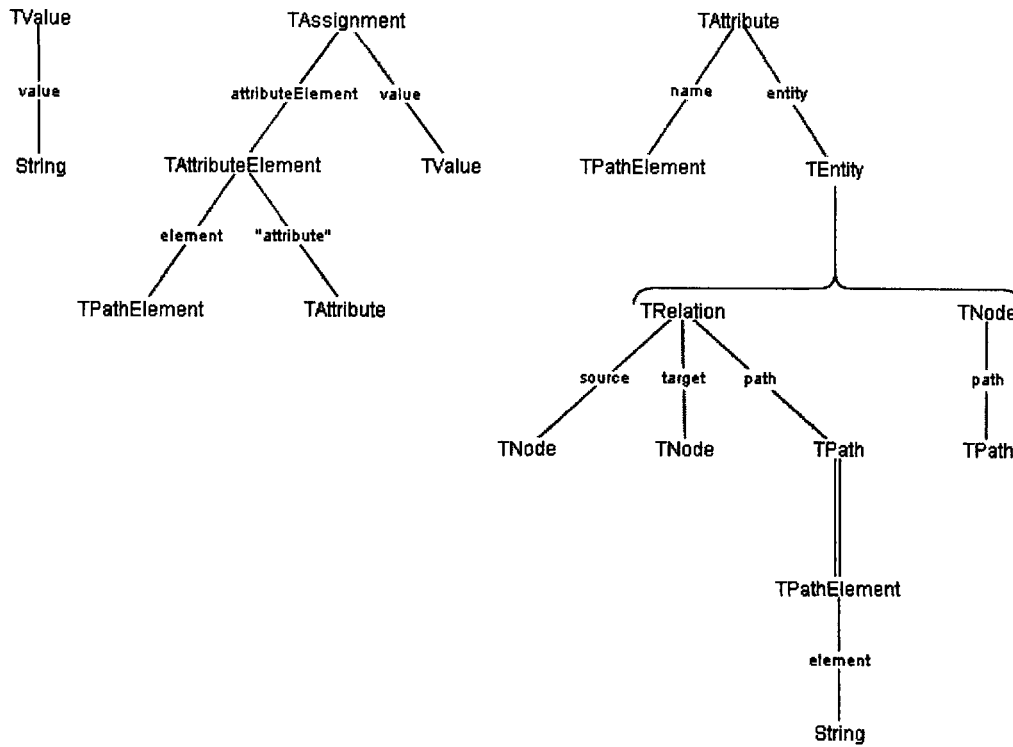 TValue TAssignment TAttribute
value attributeElement value name entity
String TAttributeElement TValue TPathElement TEntity
element "attribute"
TPathElement TAttribute TRelation TNode
source target path path
TNode TNode TPath TPath
TPathElement
element
String